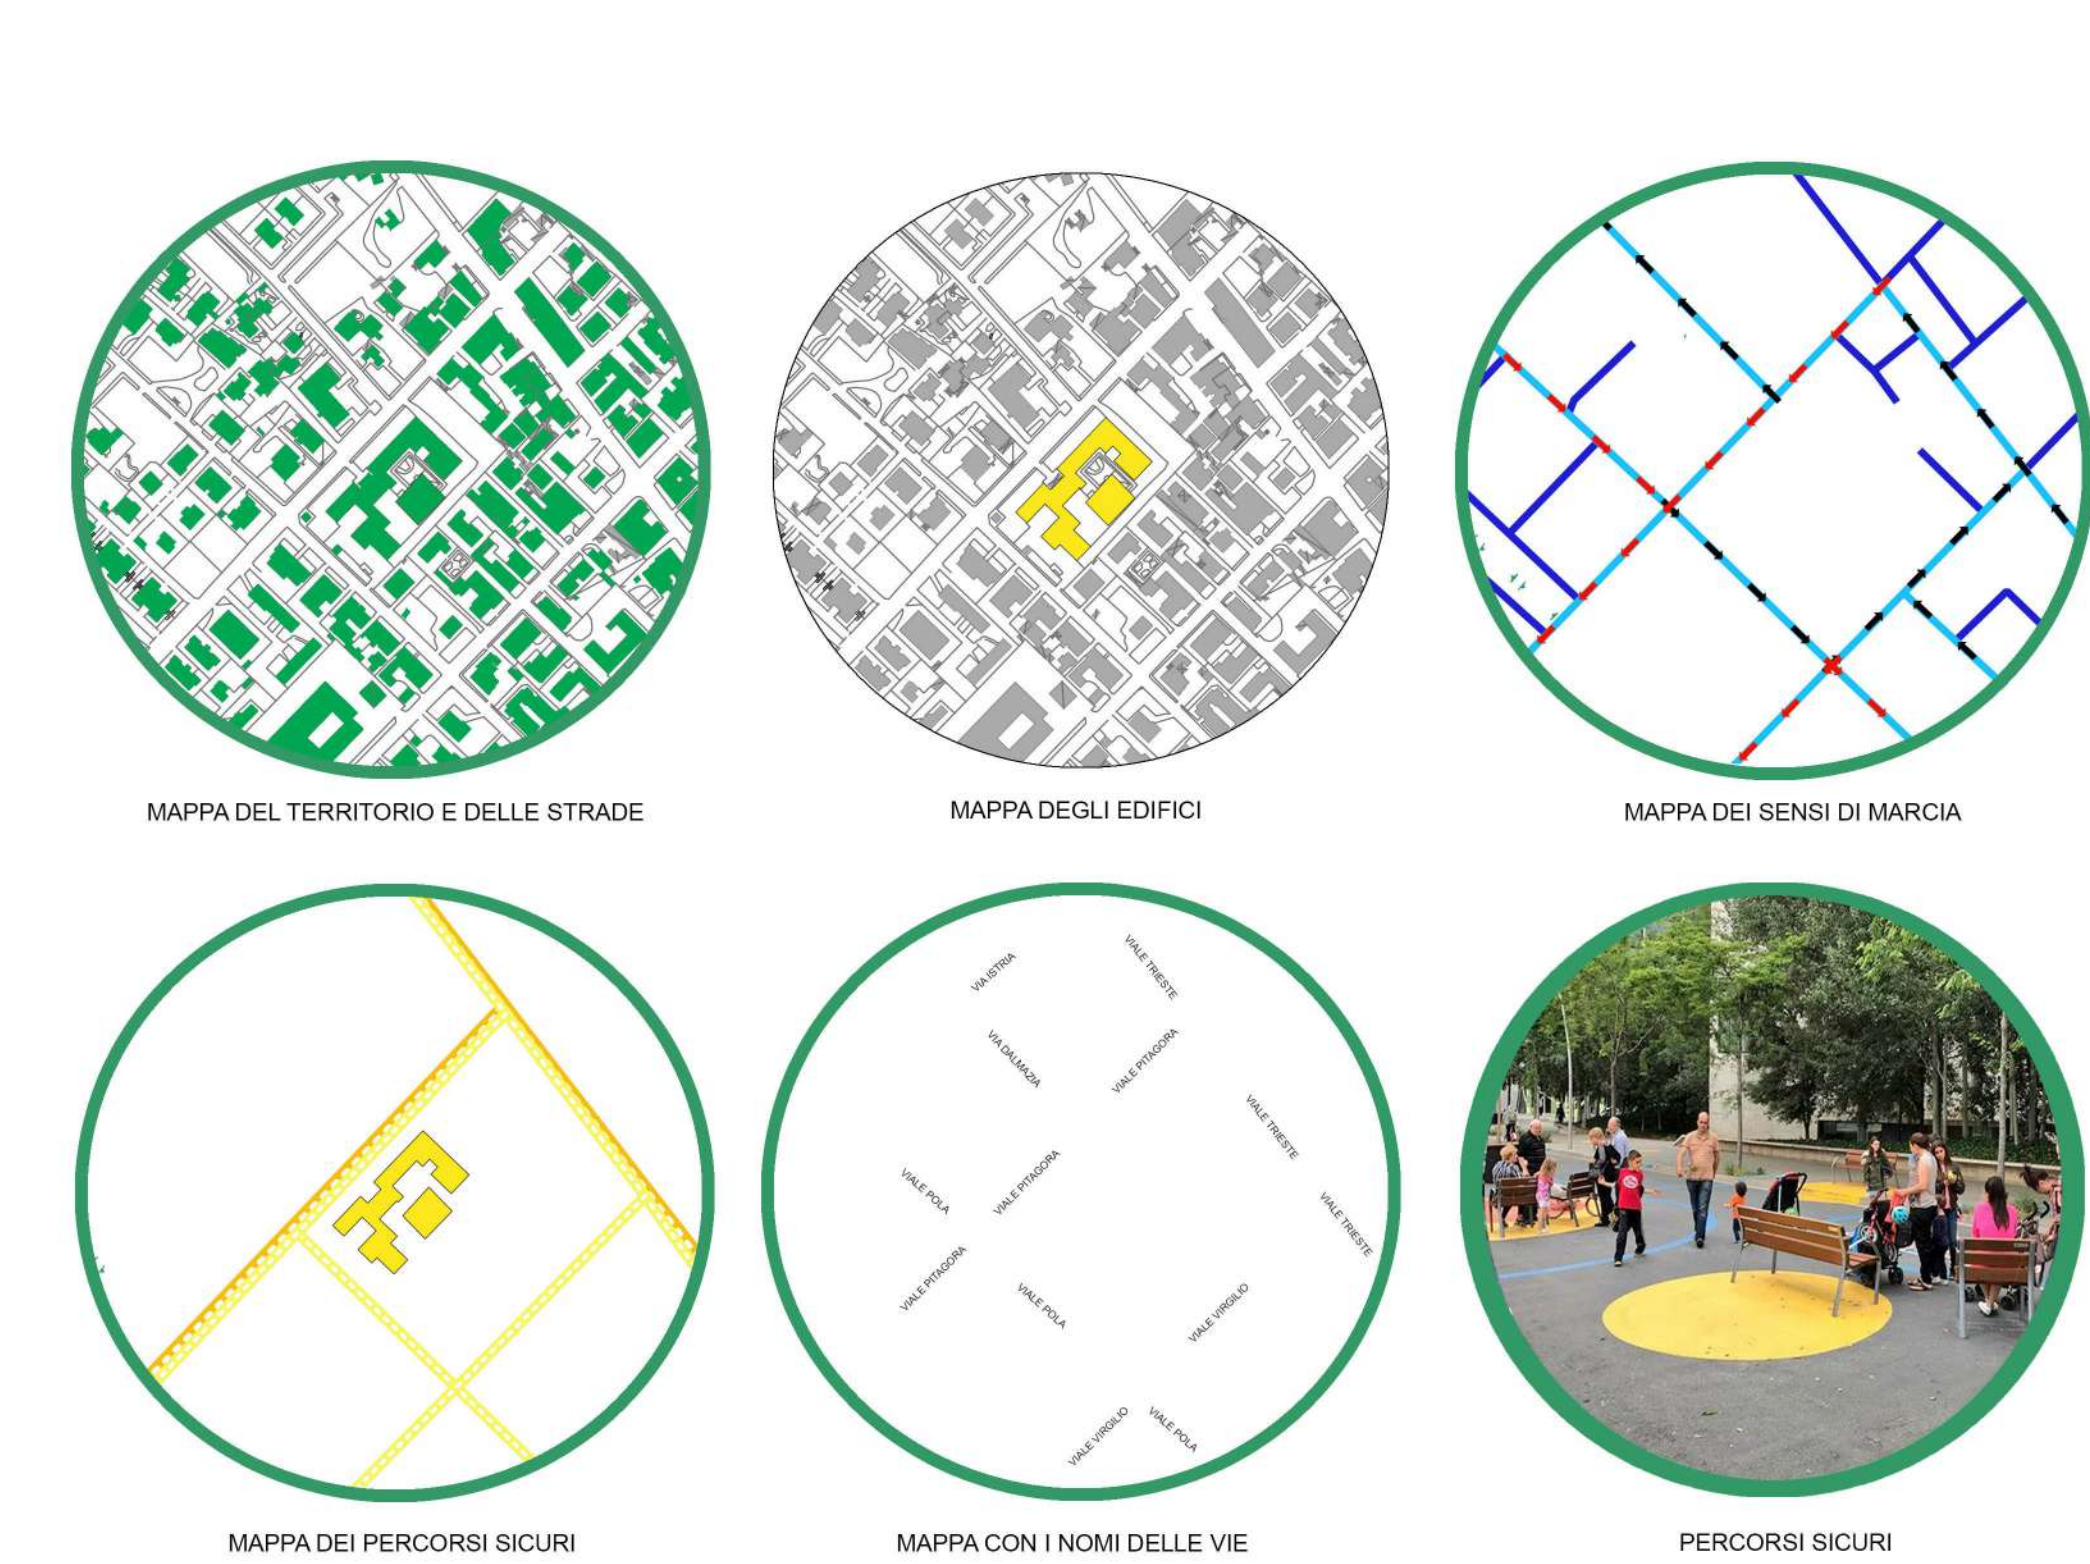 MAPPA DEL TERRITORIO E DELLE STRADE
MAPPA DEGLI EDIFICI
MAPPA DEI SENSI DI MARCIA
VIA ISTRIA
VIALE TRIESTE
VIA DALMAZIA
VIALE PITAGORA
VIALE TRIESTE
VIALE POLA
VIALE PITAGORA
VIALE TRIESTE
VIALE PITAGORA
VIALE POLA
VIALE VIRGILIO
VIALE VIRGILIO
VIALE POLA
MAPPA DEI PERCORSI SICURI
MAPPA CON I NOMI DELLE VIE
PERCORSI SICURI